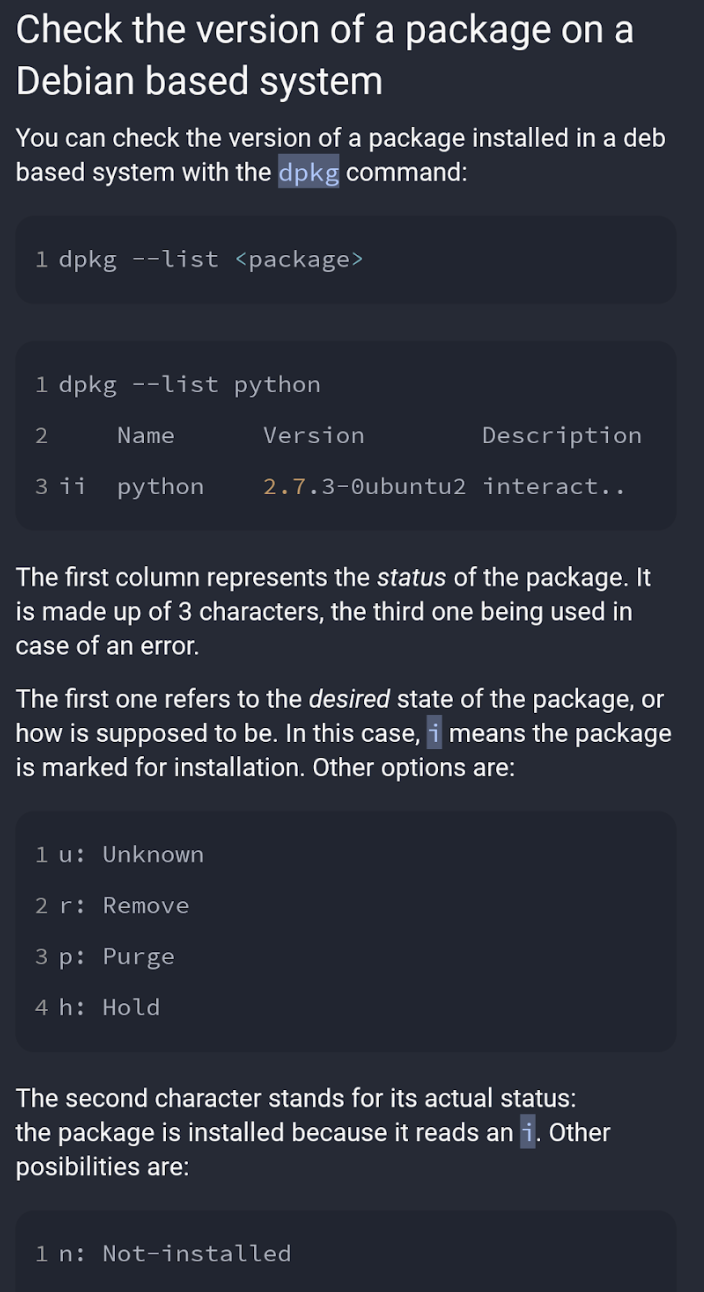 Check the version of a package on a
Debian based system
You can check the version of a package installed in a deb
based system with the dpkg command:
1 dpkg --list <package>
1 dpkg --list python
2 Name Version Description
3 ii python 2.7.3-0ubuntu2 interact..
The first column represents the status of the package. It
is made up of 3 characters, the third one being used in
case of an error.
The first one refers to the desired state of the package, or
how is supposed to be. In this case, i means the package
is marked for installation. Other options are:
1 u: Unknown
2 r: Remove
3 p: Purge
4 h: Hold
The second character stands for its actual status:
the package is installed because it reads an i. Other
posibilities are:
1 n: Not-installed